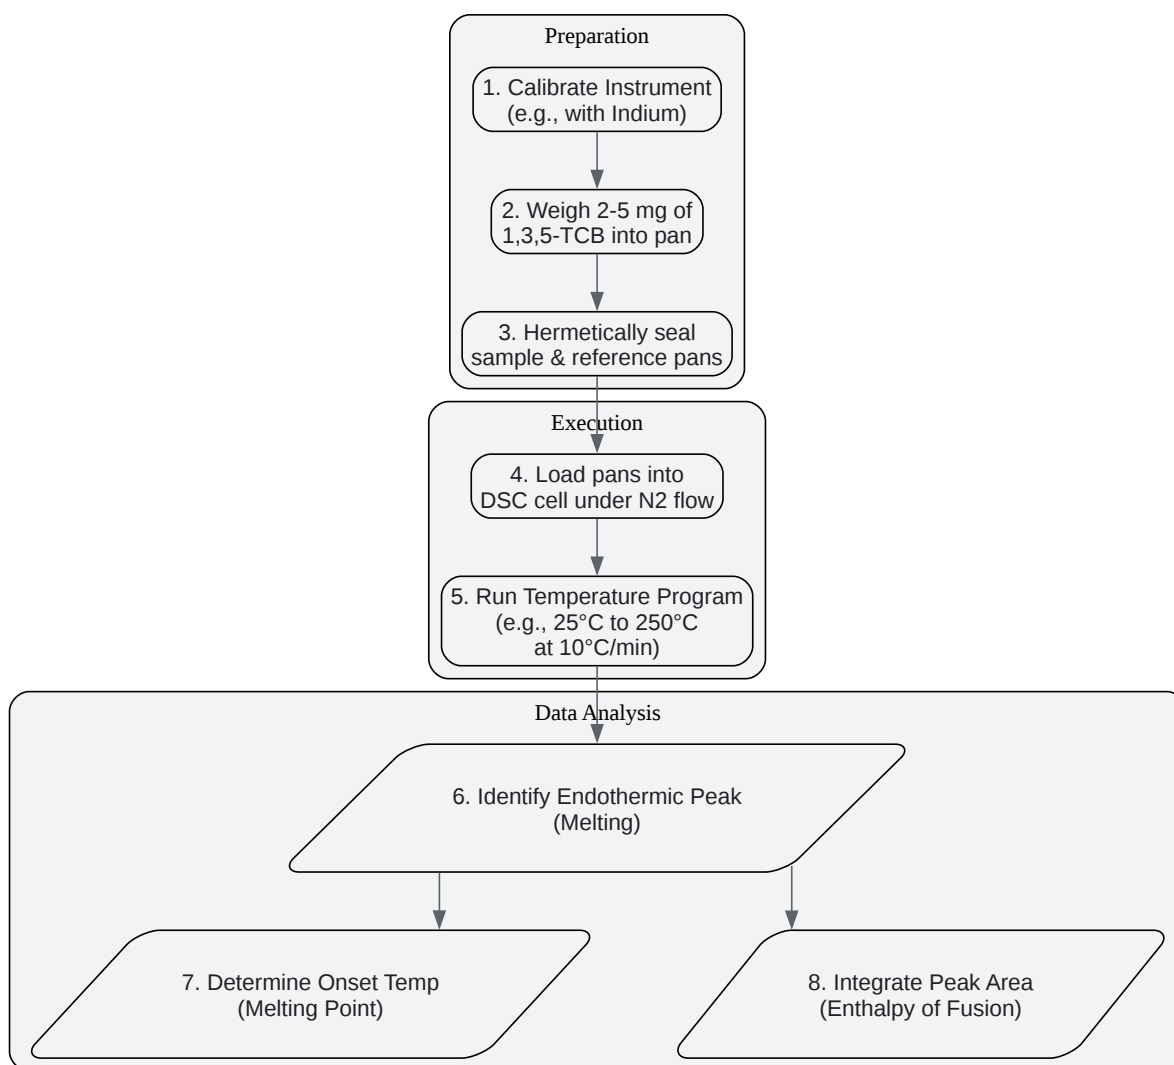 Preparation
1. Calibrate Instrument
(e.g., with Indium)
2. Weigh 2-5 mg of
1,3,5-TCB into pan
3. Hermetically seal
sample & reference pans
Execution
4. Load pans into
DSC cell under N2 flow
5. Run Temperature Program
(e.g., 25°C to 250°C
at 10°C/min)
Data Analysis
6. Identify Endothermic Peak
(Melting)
7. Determine Onset Temp
(Melting Point)
8. Integrate Peak Area
(Enthalpy of Fusion)